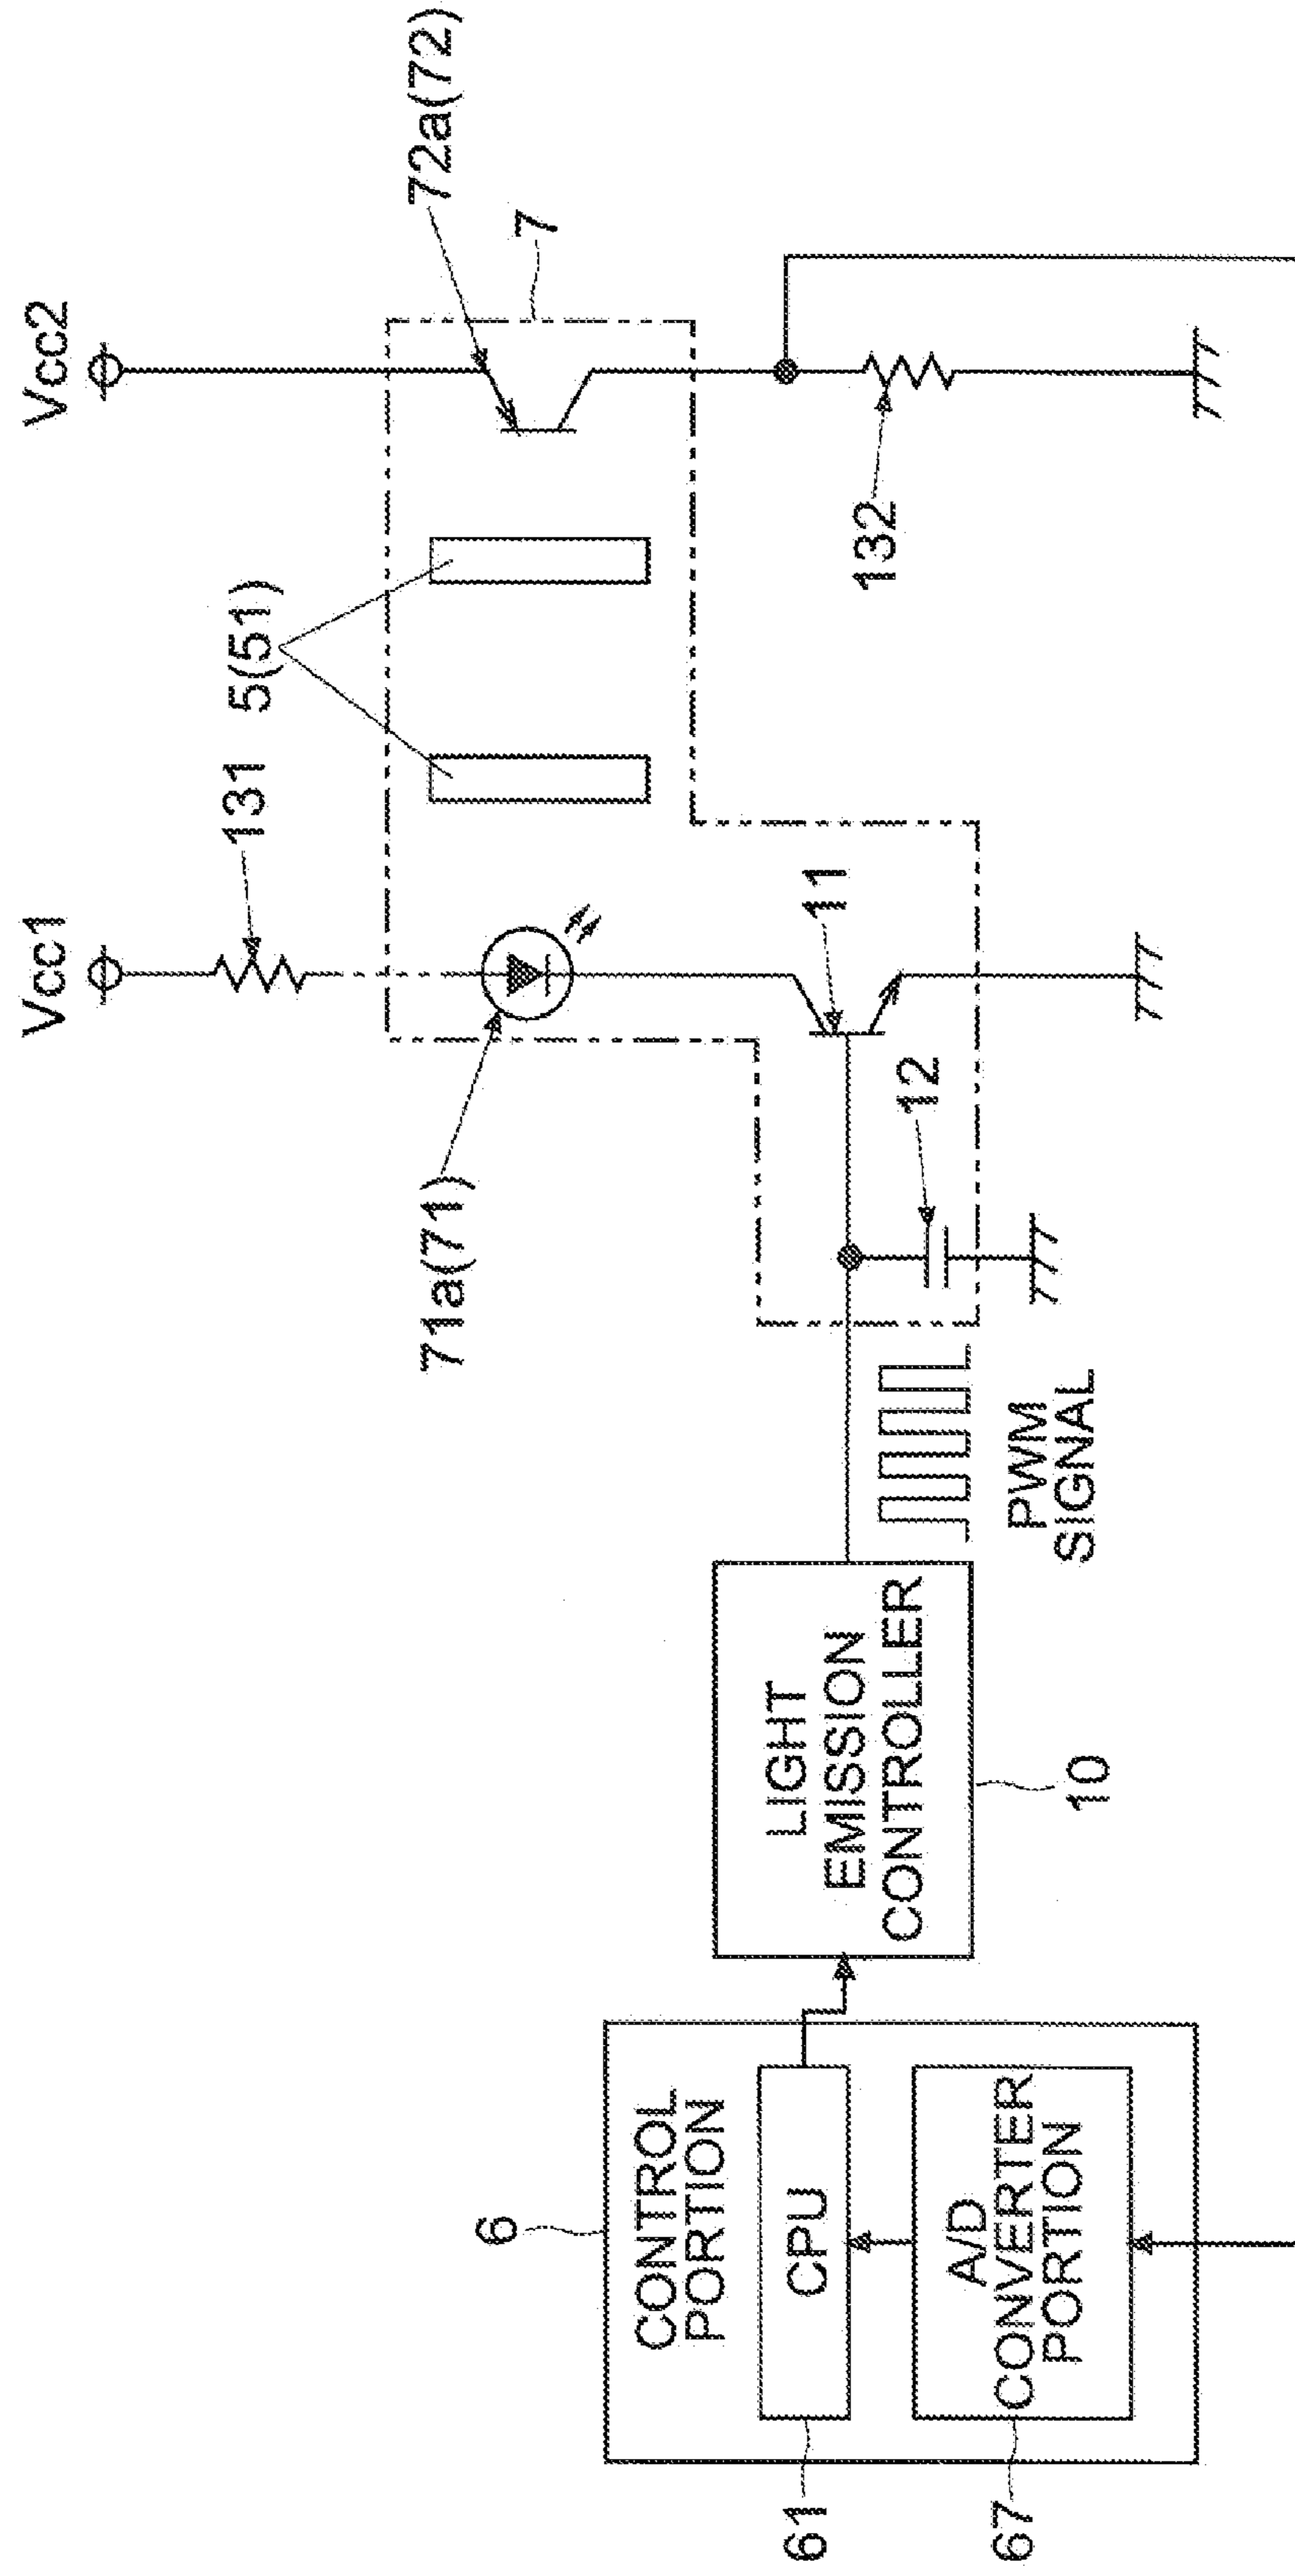 Vcc1
Vcc2
131
5(51)
72a(72)
7
71a(71)
11
12
132
6
CONTROL
PORTION
CPU
61
A/D
CONVERTER
PORTION
67
LIGHT
EMISSION
CONTROLLER
10
PWM
SIGNAL